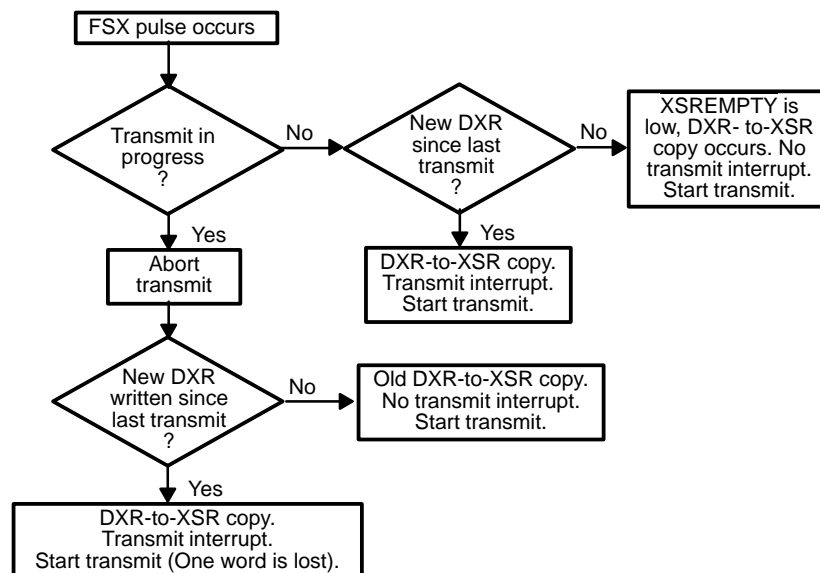 FSX pulse occurs
Transmit in
progress
?
No
New DXR
since last
transmit
?
No
XSREMPTY is
low, DXR- to-XSR
copy occurs. No
transmit interrupt.
Start transmit.
Yes
Abort
transmit
Yes
DXR-to-XSR copy.
Transmit interrupt.
Start transmit.
New DXR
written since
last transmit
?
No
Old DXR-to-XSR copy.
No transmit interrupt.
Start transmit.
Yes
DXR-to-XSR copy.
Transmit interrupt.
Start transmit (One word is lost).